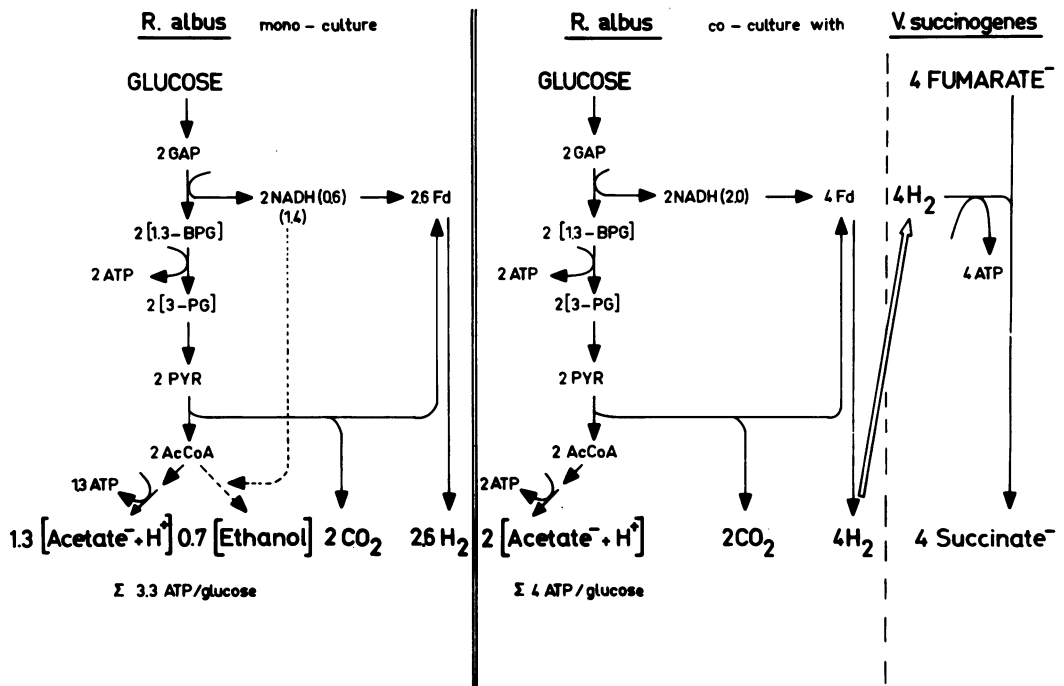 R. albus mono - culture
GLUCOSE
2 GAP
2 NADH (0.6) 2.6 Fd
(1.4)
2 [1.3-BPG]
2 ATP
2 [3-PG]
2 PYR
2 AcCoA
1.3 ATP
1.3 [Acetate⁻ + H⁺] 0.7 [Ethanol] 2 CO₂ 2.6 H₂
Σ 3.3 ATP/glucose
R. albus co - culture with V. succinogenes
GLUCOSE 4 FUMARATE⁻
2 GAP
2 NADH (2.0) 4 Fd 4H₂
2 [1.3-BPG]
2 ATP 4 ATP
2 [3-PG]
2 PYR
2 AcCoA
2 ATP
2 [Acetate⁻ + H⁺] 2CO₂ 4H₂ 4 Succinate⁻
Σ 4 ATP/glucose